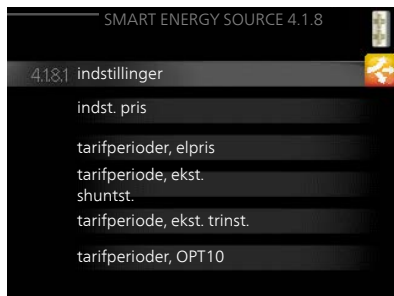 SMART ENERGY SOURCE 4.1.8
4.1.8.1 indstillinger
indst. pris
tarifperioder, elpris
tarifperiode, ekst.
shuntst.
tarifperiode, ekst. trinst.
tarifperioder, OPT10